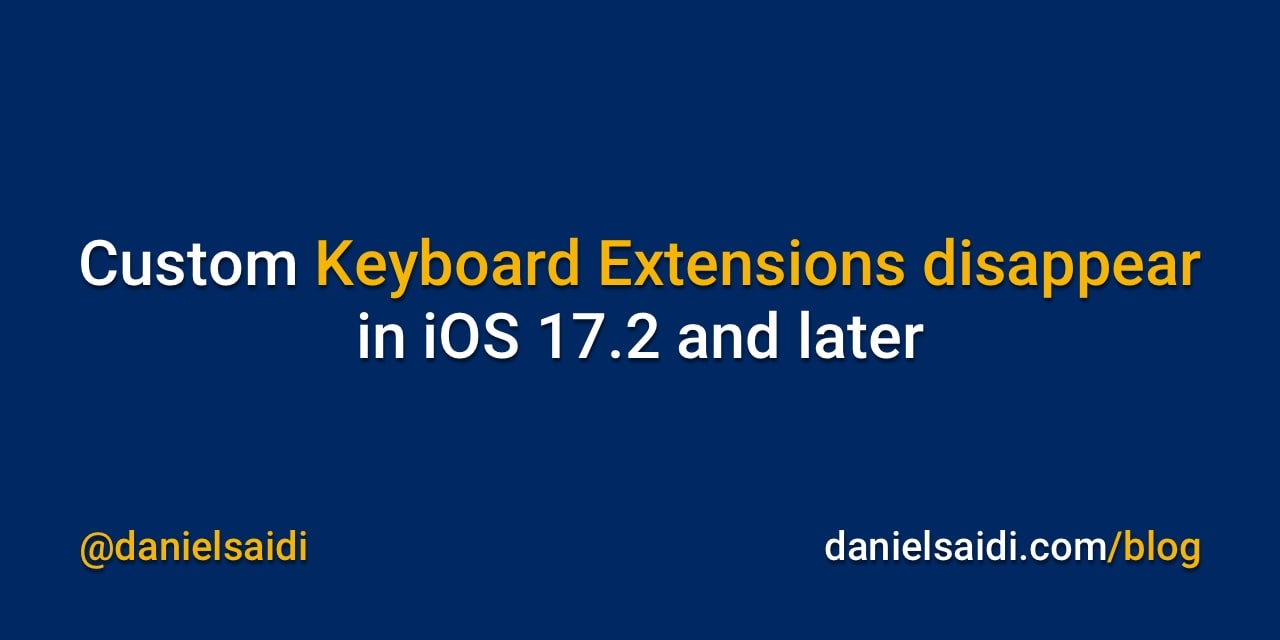 Custom Keyboard Extensions disappear
in iOS 17.2 and later
@danielsaidi
danielsaidi.com/blog